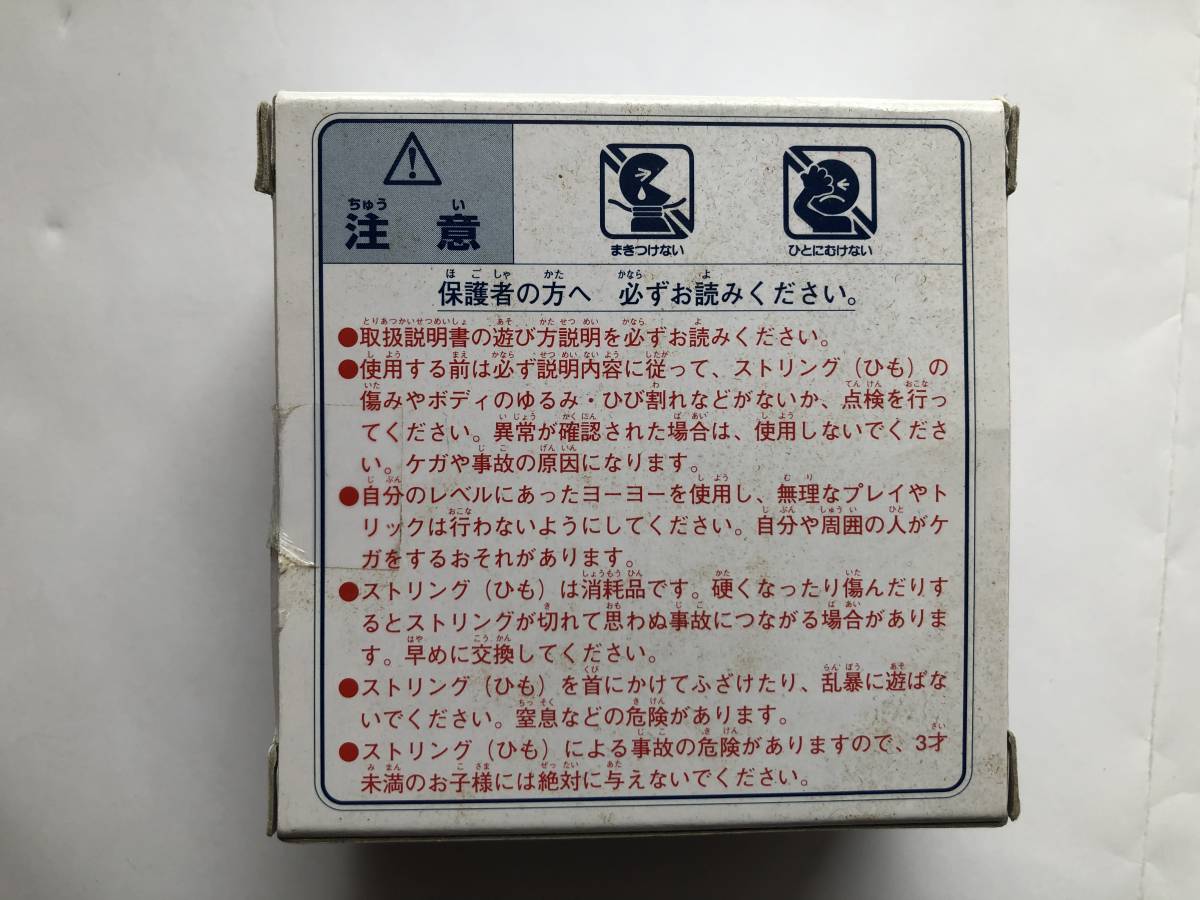 注意
まきつけない
ひとにむけない
保護者の方へ 必ずお読みください。
●取扱説明書の遊び方説明を必ずお読みください。
●使用する前は必ず説明内容に従って、ストリング（ひも）の
傷みやボディのゆるみ・ひび割れなどがないか、点検を行っ
てください。異常が確認された場合は、使用しないでくださ
い。ケガや事故の原因になります。
●自分のレベルにあったヨーヨーを使用し、無理なプレイやト
リックは行わないようにしてください。自分や周囲の人がケ
ガをするおそれがあります。
●ストリング（ひも）は消耗品です。硬くなったり傷んだりす
るとストリングが切れて思わぬ事故につながる場合がありま
す。早めに交換してください。
●ストリング（ひも）を首にかけてふざけたり、乱暴に遊ばな
いでください。窒息などの危険があります。
●ストリング（ひも）による事故の危険がありますので、3才
未満のお子様には絶対に与えないでください。